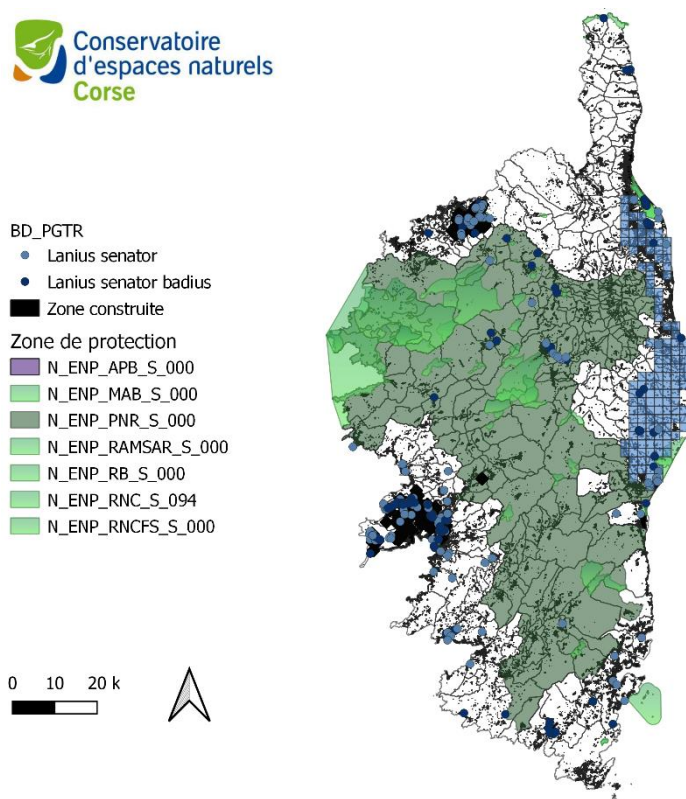 Conservatoire
d'espaces naturels
Corse
BD_PGTR
Lanius senator
Lanius senator badius
Zone construite
Zone de protection
N_ENP_APB_S_000
N_ENP_MAB_S_000
N_ENP_PNR_S_000
N_ENP_RAMSAR_S_000
N_ENP_RB_S_000
N_ENP_RNC_S_094
N_ENP_RNCFS_S_000
0 10 20 k